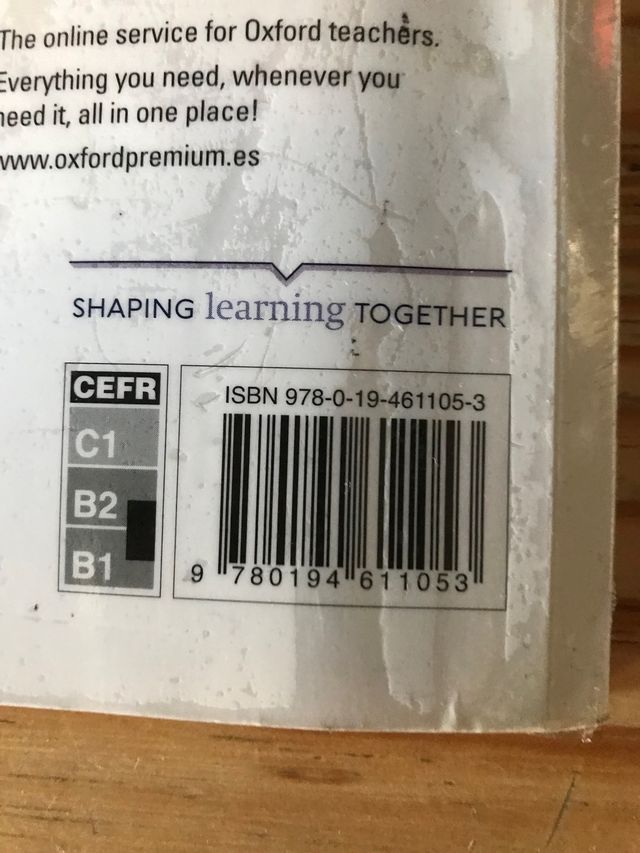 The online service for Oxford teachers.
Everything you need, whenever you
need it, all in one place!
www.oxfordpremium.es
SHAPING learning TOGETHER
CEFR
C1
B2
B1
ISBN 978-0-19-461105-3
9 780194 611053